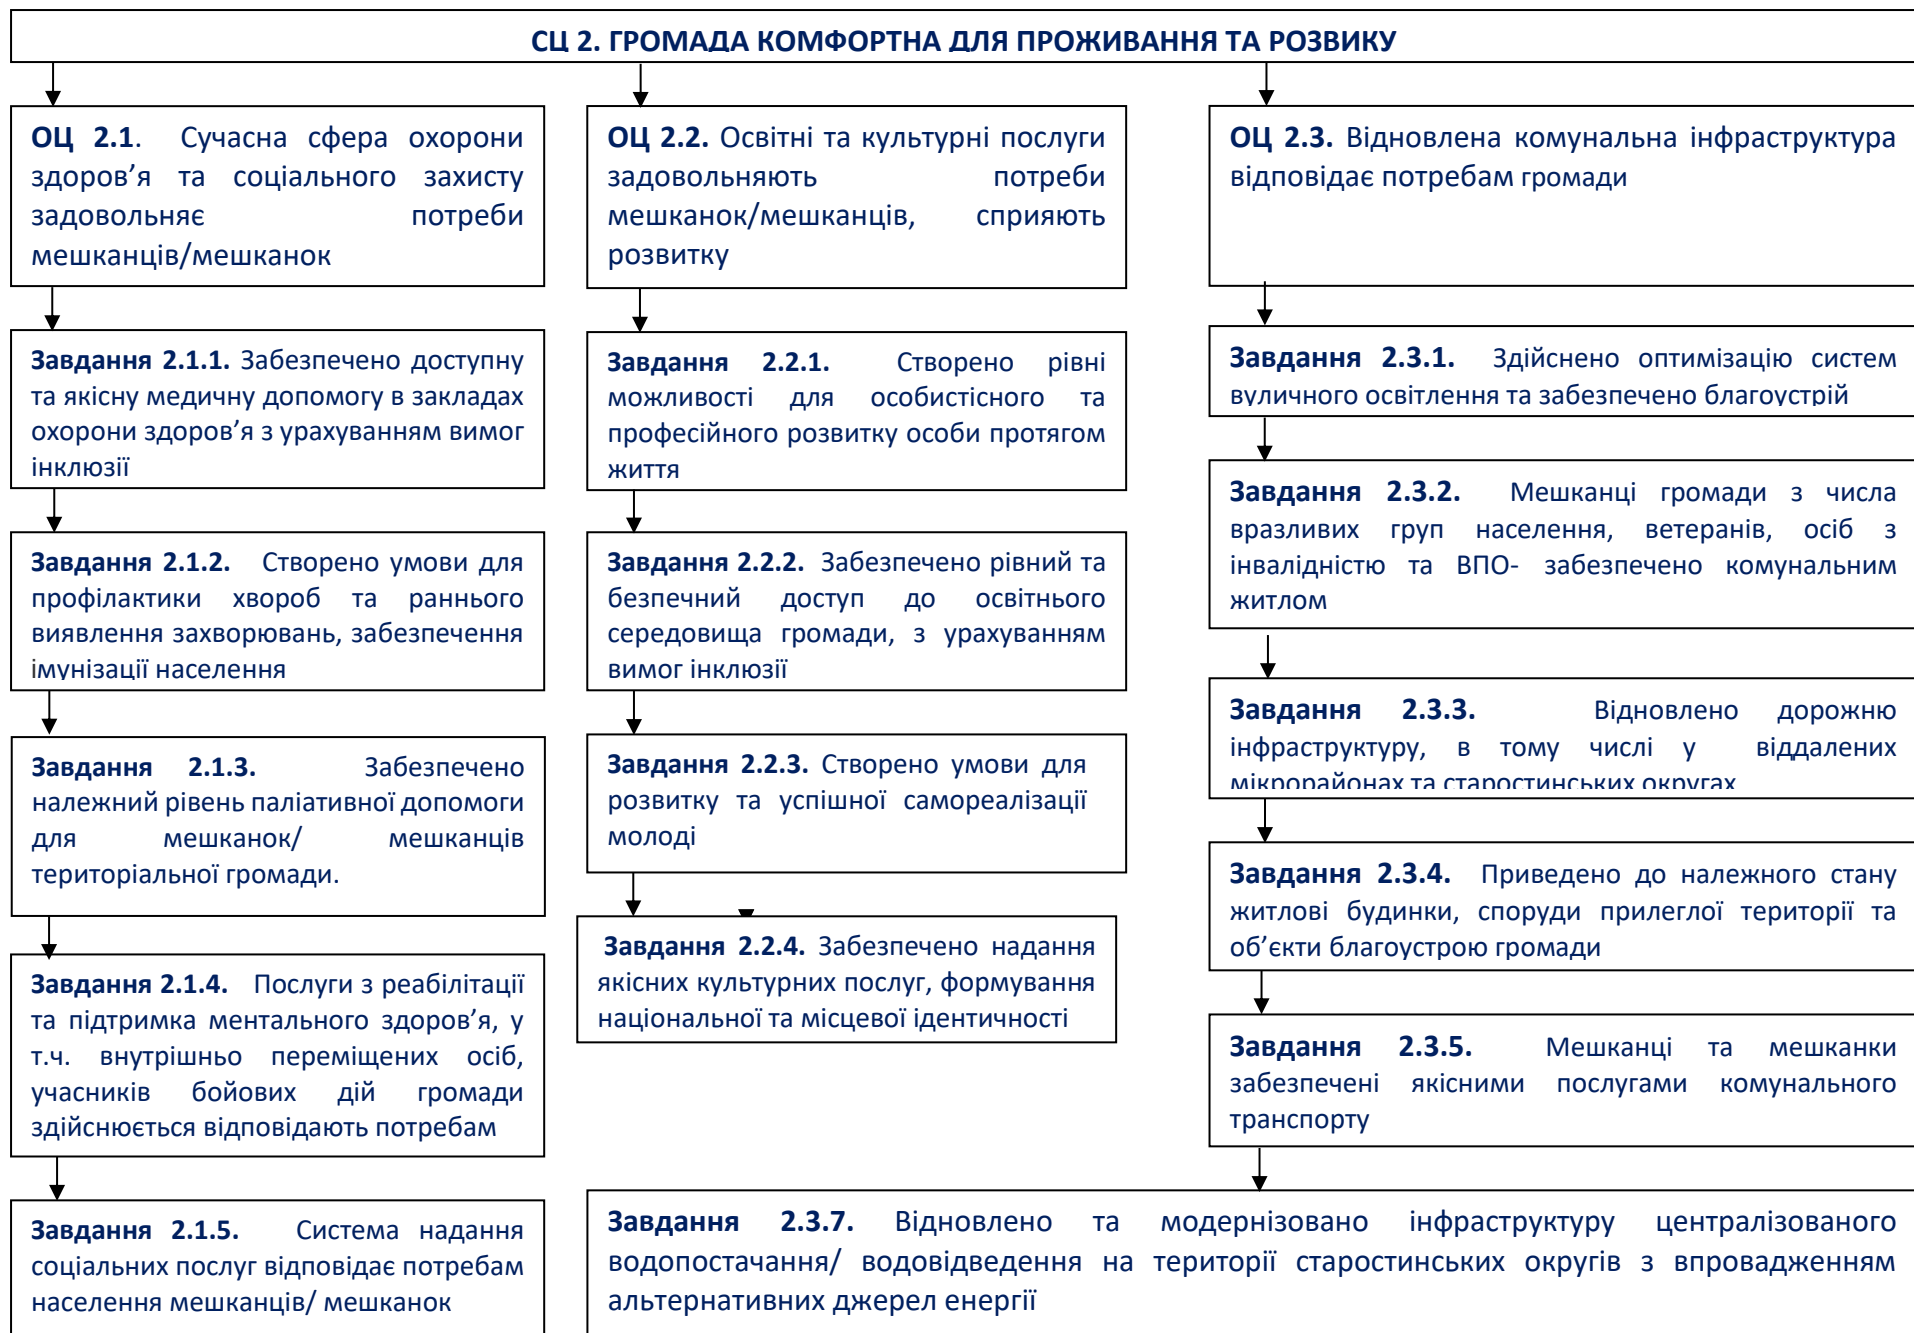 СЦ 2. ГРОМАДА КОМФОРТНА ДЛЯ ПРОЖИВАННЯ ТА РОЗВИКУ
ОЦ 2.1. Сучасна сфера охорони
здоров’я та соціального захисту
задовольняє потреби
мешканців/мешканок
Завдання 2.1.1. Забезпечено доступну
та якісну медичну допомогу в закладах
охорони здоров’я з урахуванням вимог
інклюзії
Завдання 2.1.2. Створено умови для
профілактики хвороб та раннього
виявлення захворювань, забезпечення
імунізації населення
Завдання 2.1.3. Забезпечено
належний рівень паліативної допомоги
для мешканок/ мешканців
територіальної громади.
Завдання 2.1.4. Послуги з реабілітації
та підтримка ментального здоров’я, у
т.ч. внутрішньо переміщених осіб,
учасників бойових дій громади
здійснюється відповідають потребам
Завдання 2.1.5. Система надання
соціальних послуг відповідає потребам
населення мешканців/ мешканок
ОЦ 2.2. Освітні та культурні послуги
задовольняють потреби
мешканок/мешканців, сприяють
розвитку
Завдання 2.2.1. Створено рівні
можливості для особистісного та
професійного розвитку особи протягом
життя
Завдання 2.2.2. Забезпечено рівний та
безпечний доступ до освітнього
середовища громади, з урахуванням
вимог інклюзії
Завдання 2.2.3. Створено умови для
розвитку та успішної самореалізації
молоді
Завдання 2.2.4. Забезпечено надання
якісних культурних послуг, формування
національної та місцевої ідентичності
ОЦ 2.3. Відновлена комунальна інфраструктура
відповідає потребам громади
Завдання 2.3.1. Здійснено оптимізацію систем
вуличного освітлення та забезпечено благоустрій
Завдання 2.3.2. Мешканці громади з числа
вразливих груп населення, ветеранів, осіб з
інвалідністю та ВПО- забезпечено комунальним
житлом
Завдання 2.3.3. Відновлено дорожню
інфраструктуру, в тому числі у віддалених
мікрорайонах та старостинських округах
Завдання 2.3.4. Приведено до належного стану
житлові будинки, споруди прилеглої території та
об’єкти благоустрою громади
Завдання 2.3.5. Мешканці та мешканки
забезпечені якісними послугами комунального
транспорту
Завдання 2.3.7. Відновлено та модернізовано інфраструктуру централізованого
водопостачання/ водовідведення на території старостинських округів з впровадженням
альтернативних джерел енергії